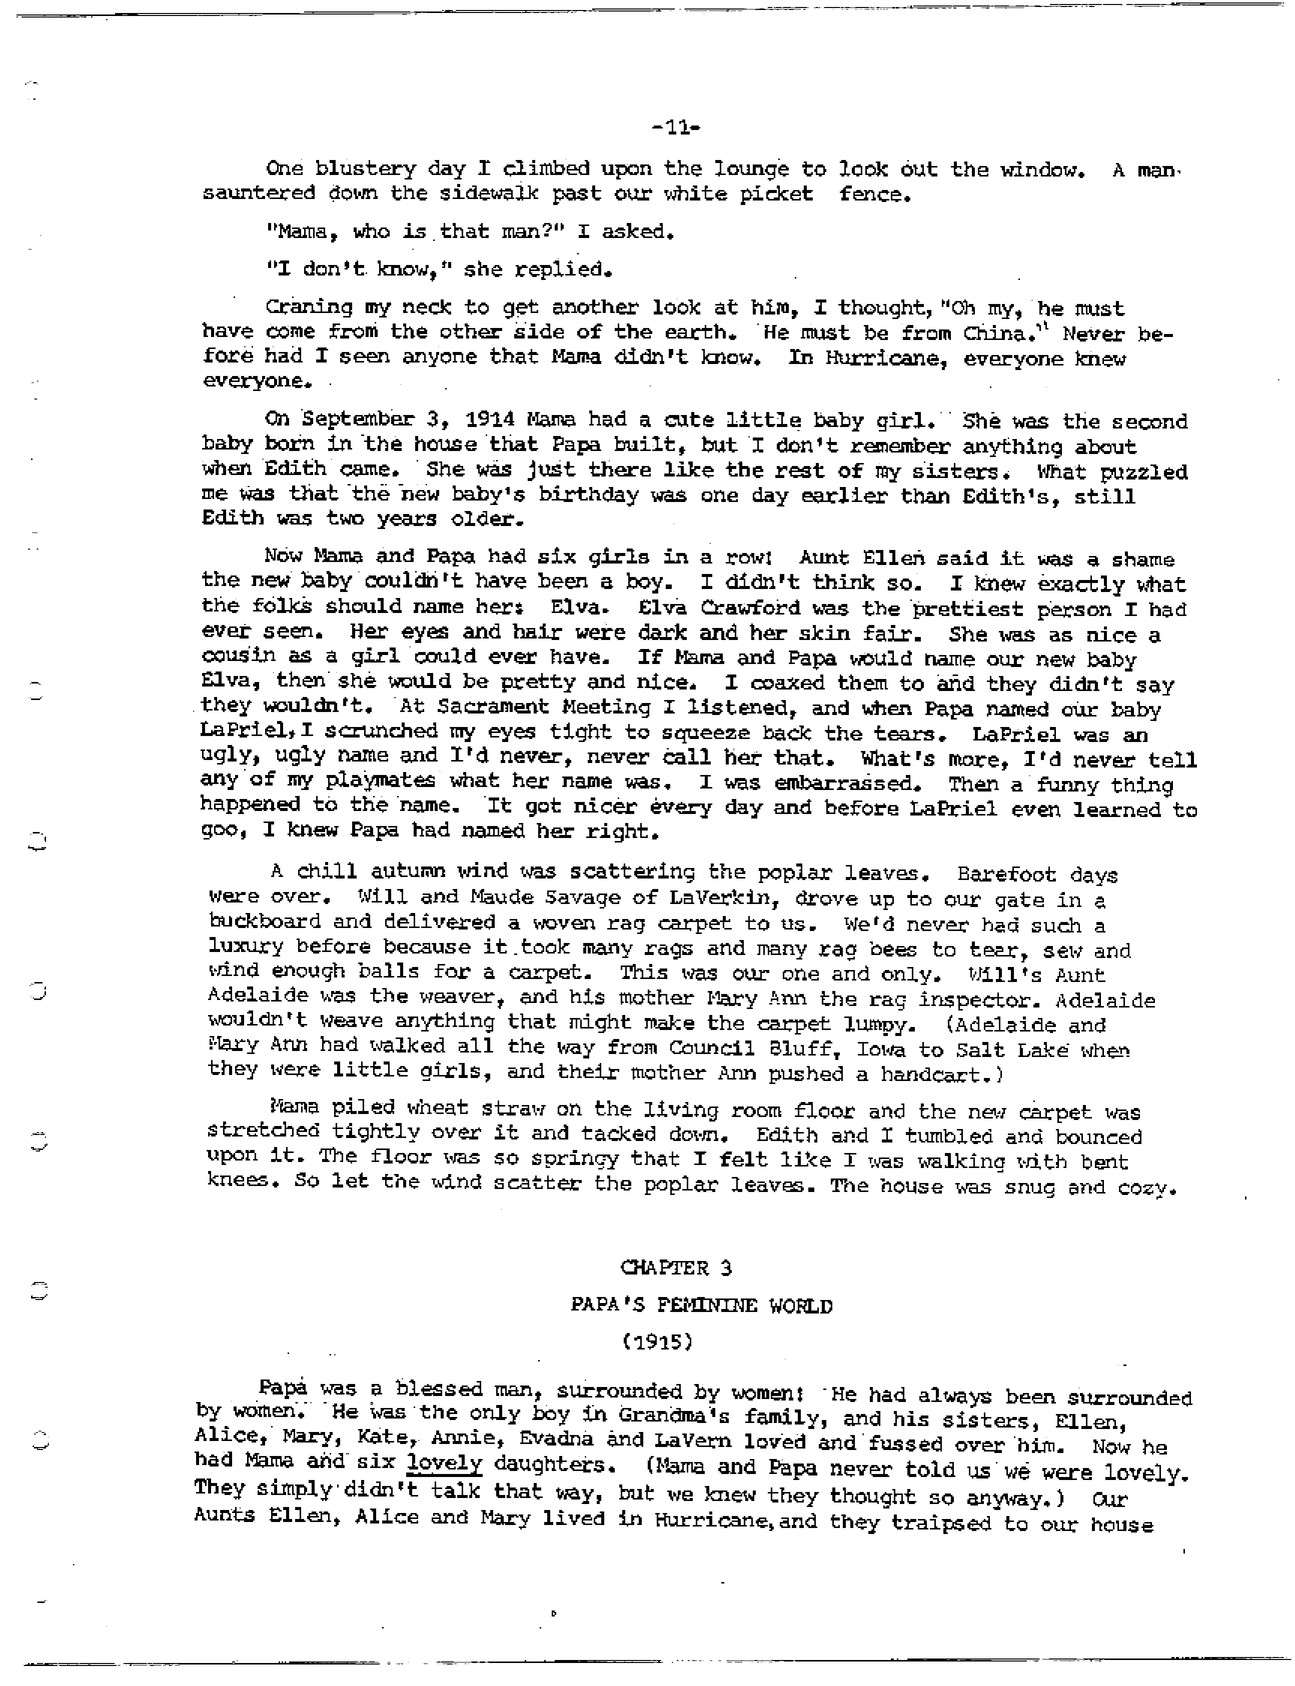 -11-
One blustery day I climbed upon the lounge to look out the window. A man
sauntered down the sidewalk past our white picket fence.
"Mama, who is that man?" I asked.
"I don't know," she replied.
Craning my neck to get another look at him, I thought, "Oh my, he must
have come from the other side of the earth. He must be from China." Never be-
fore had I seen anyone that Mama didn't know. In Hurricane, everyone knew
everyone.
On September 3, 1914 Mama had a cute little baby girl. She was the second
baby born in the house that Papa built, but I don't remember anything about
when Edith came. She was just there like the rest of my sisters. What puzzled
me was that the new baby's birthday was one day earlier than Edith's, still
Edith was two years older.
Now Mama and Papa had six girls in a row! Aunt Ellen said it was a shame
the new baby couldn't have been a boy. I didn't think so. I knew exactly what
the folks should name her: Elva. Elva Crawford was the prettiest person I had
ever seen. Her eyes and hair were dark and her skin fair. She was as nice a
cousin as a girl could ever have. If Mama and Papa would name our new baby
Elva, then she would be pretty and nice. I coaxed them to and they didn't say
they wouldn't. At Sacrament Meeting I listened, and when Papa named our baby
LaPriel, I scrunched my eyes tight to squeeze back the tears. LaPriel was an
ugly, ugly name and I'd never, never call her that. What's more, I'd never tell
any of my playmates what her name was. I was embarrassed. Then a funny thing
happened to the name. It got nicer every day and before LaPriel even learned to
goo, I knew Papa had named her right.
A chill autumn wind was scattering the poplar leaves. Barefoot days
were over. Will and Maude Savage of LaVerkin, drove up to our gate in a
buckboard and delivered a woven rag carpet to us. We'd never had such a
luxury before because it took many rags and many rag bees to tear, sew and
wind enough balls for a carpet. This was our one and only. Will's Aunt
Adelaide was the weaver, and his mother Mary Ann the rag inspector. Adelaide
wouldn't weave anything that might make the carpet lumpy. (Adelaide and
Mary Ann had walked all the way from Council Bluff, Iowa to Salt Lake when
they were little girls, and their mother Ann pushed a handcart.)
Mama piled wheat straw on the living room floor and the new carpet was
stretched tightly over it and tacked down. Edith and I tumbled and bounced
upon it. The floor was so springy that I felt like I was walking with bent
knees. So let the wind scatter the poplar leaves. The house was snug and cozy.
CHAPTER 3
PAPA'S FEMININE WORLD
(1915)
Papa was a blessed man, surrounded by women! He had always been surrounded
by women. He was the only boy in Grandma's family, and his sisters, Ellen,
Alice, Mary, Kate, Annie, Evadna and LaVern loved and fussed over him. Now he
had Mama and six lovely daughters. (Mama and Papa never told us we were lovely.
They simply didn't talk that way, but we knew they thought so anyway.) Our
Aunts Ellen, Alice and Mary lived in Hurricane, and they traipsed to our house